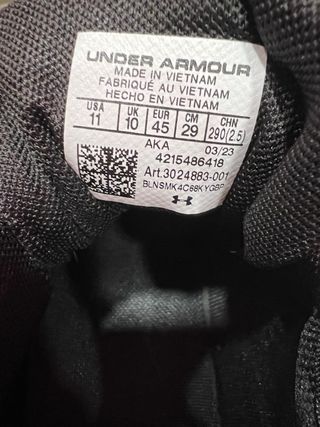 UNDER ARMOUR
MADE IN VIETNAM
FABRIQUÉ AU VIETNAM
HECHO EN VIETNAM
USA UK EUR CM CHN
11 10 45 29 290(2.5)
AKA 03/23
4215486418
Art.3024883-001
BLNSMK4C68KYGBP